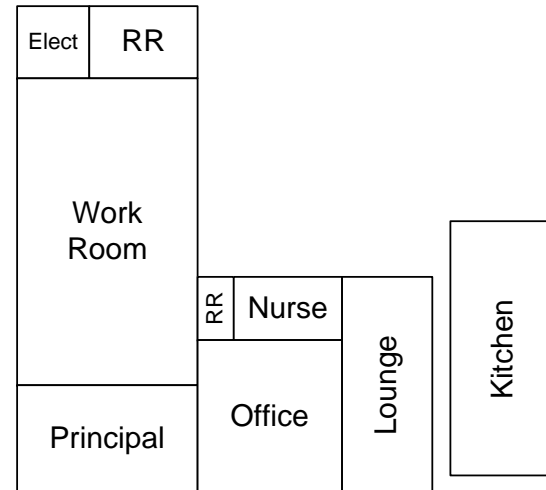 Elect
RR
Work
Room
RR
Nurse
Lounge
Kitchen
Principal
Office